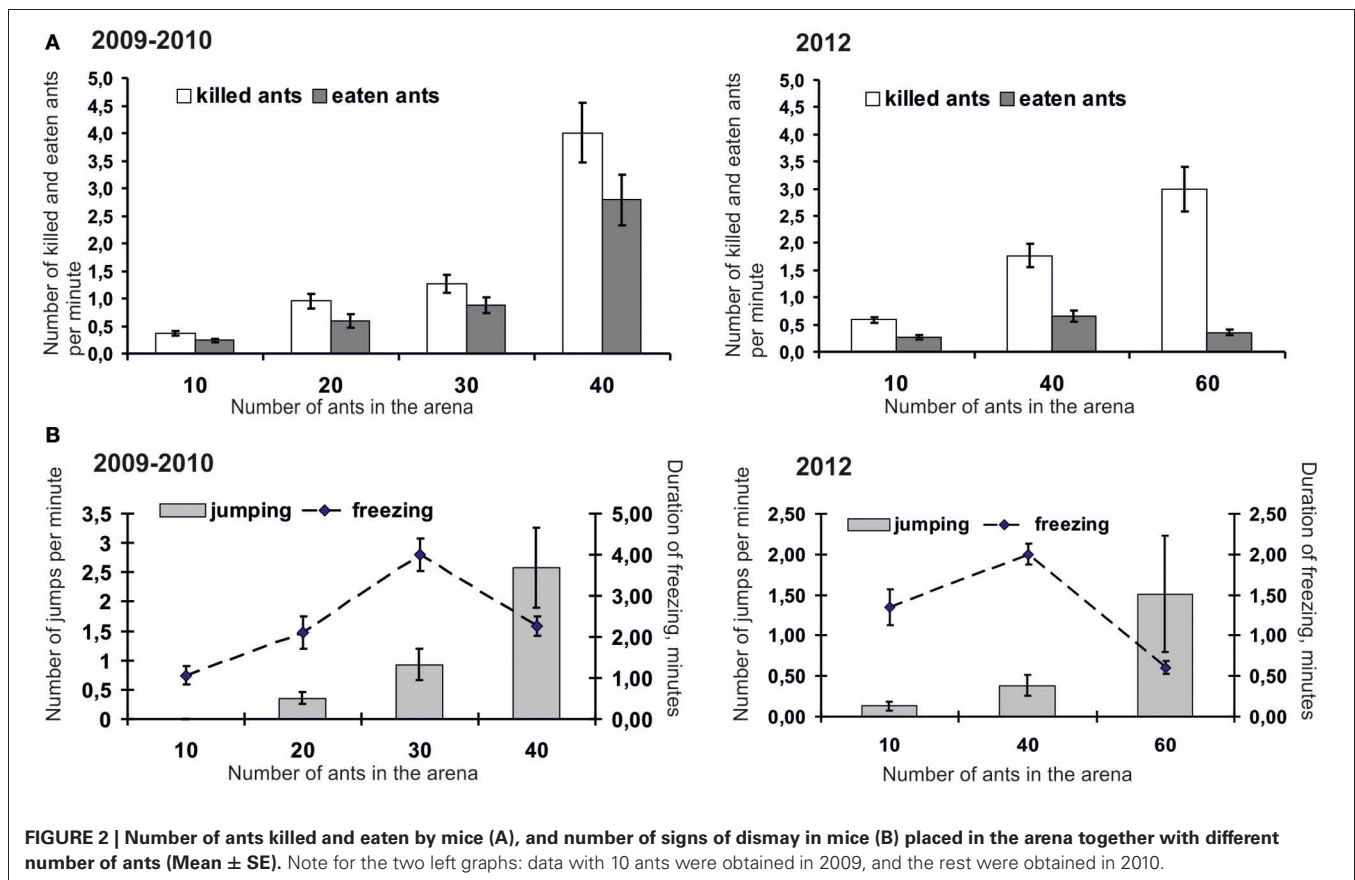 A 2009-2010
Number of killed and eaten ants
per minute
5,0
4,5
4,0
3,5
3,0
2,5
2,0
1,5
1,0
0,5
0,0
killed ants eaten ants
10 20 30 40
Number of ants in the arena
2012
Number of killed and eaten ants
per minute
5,0
4,5
4,0
3,5
3,0
2,5
2,0
1,5
1,0
0,5
0,0
killed ants eaten ants
10 40 60
Number of ants in the arena
B
2009-2010
Number of jumps per minute
3,5
3
2,5
2
1,5
1
0,5
0
jumping freezing
5,00
4,00
3,00
2,00
1,00
0,00
Duration of freezing, minutes
10 20 30 40
Number of ants in the arena
2012
Number of jumps per minute
2,50
2,00
1,50
1,00
0,50
0,00
jumping freezing
2,50
2,00
1,50
1,00
0,50
0,00
Duration of freezing, minutes
10 40 60
Number of ants in the arena
FIGURE 2 | Number of ants killed and eaten by mice (A), and number of signs of dismay in mice (B) placed in the arena together with different
number of ants (Mean ± SE). Note for the two left graphs: data with 10 ants were obtained in 2009, and the rest were obtained in 2010.